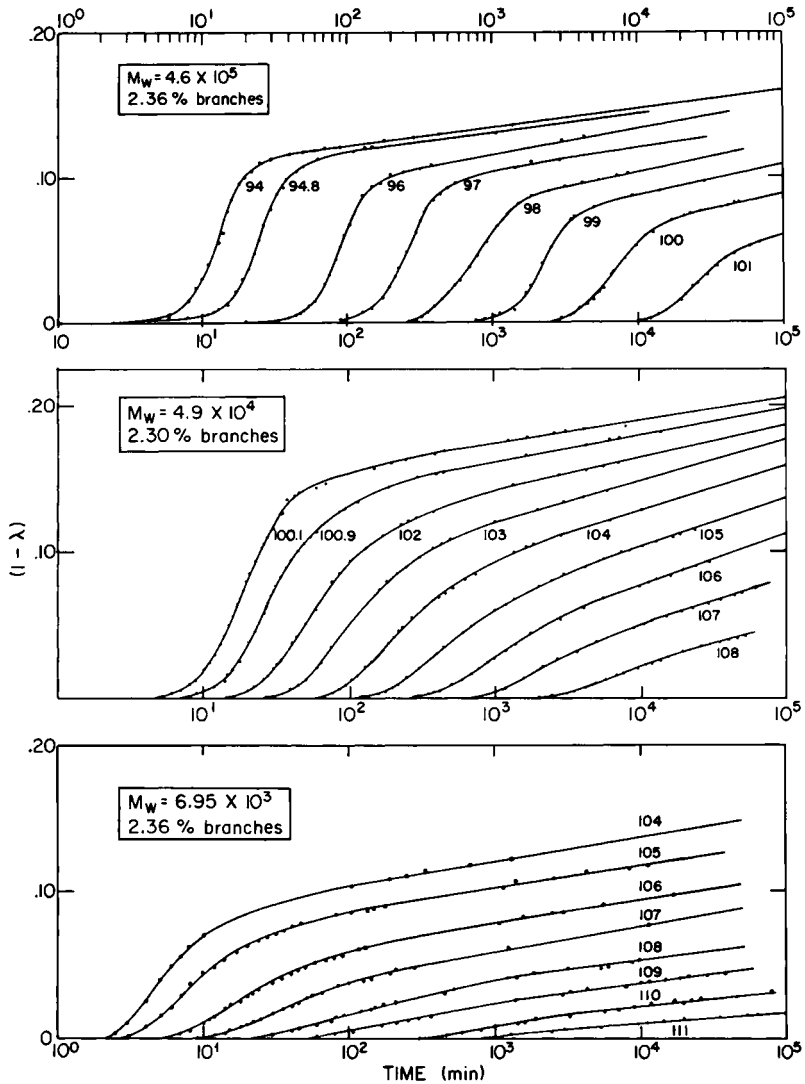 10⁰ 10¹ 10² 10³ 10⁴ 10⁵
.20
M_W = 4.6 X 10⁵
2.36 % branches
.10
94 94.8 96 97 98 99 100 101
0
10 10¹ 10² 10³ 10⁴ 10⁵
.20
M_W = 4.9 X 10⁴
2.30 % branches
.10
100.1 100.9 102 103 104 105
106
107
108
0
10¹ 10² 10³ 10⁴ 10⁵
(1 - λ)
.20
M_W = 6.95 X 10³
2.36 % branches
104
105
.10
106
107
108
109
110
111
0
10⁰ 10¹ 10² 10³ 10⁴ 10⁵
TIME (min)